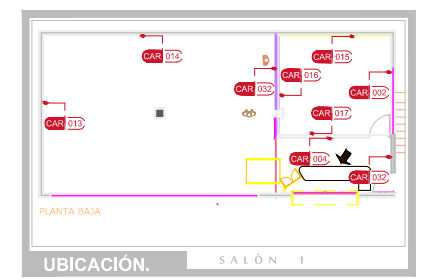 CAR 014
CAR 015
CAR 016
CAR 032
CAR 002
CAR 017
CAR 013
CAR 004
CAR 032
PLANTA BAJA
UBICACIÓN.
SALÓN 1